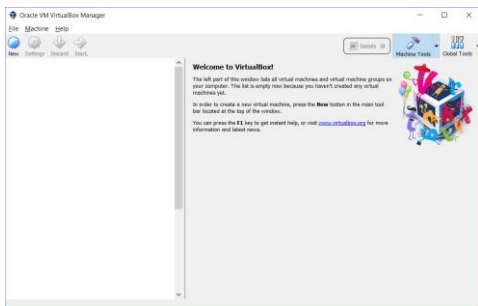 Oracle VM VirtualBox Manager
File Machine Help
New Settings Discard Start
Details
Machine Tools
Global Tools
Welcome to VirtualBox!
The left part of this window lists all virtual machines and virtual machine groups on
your computer. The list is empty now because you haven't created any virtual
machines yet.
In order to create a new virtual machine, press the New button in the main tool
bar located at the top of the window.
You can press the F1 key to get instant help, or visit www.virtualbox.org for more
information and latest news.